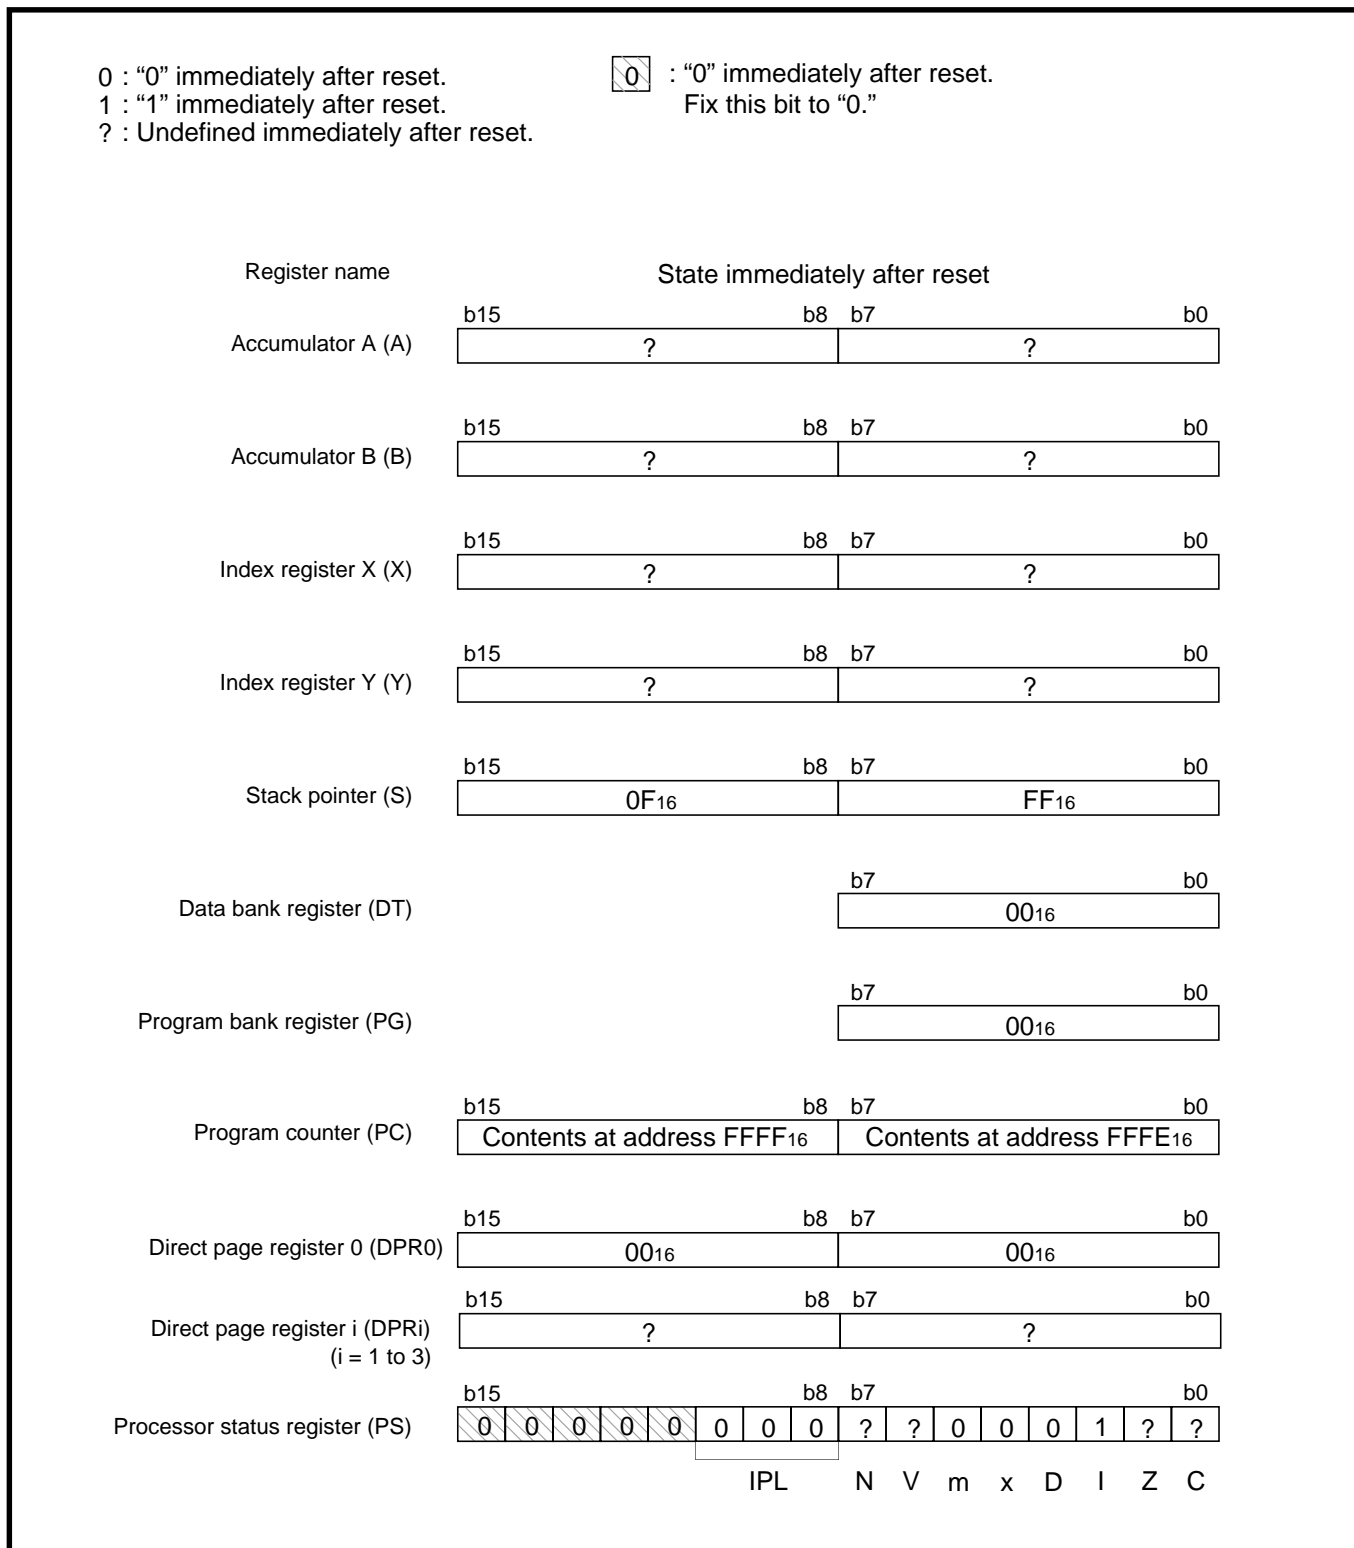 0 : “0” immediately after reset.
1 : “1” immediately after reset.
? : Undefined immediately after reset.
0 : “0” immediately after reset.
Fix this bit to “0.”
Register name State immediately after reset
b15 b8 b7 b0
Accumulator A (A) ? ?
b15 b8 b7 b0
Accumulator B (B) ? ?
b15 b8 b7 b0
Index register X (X) ? ?
b15 b8 b7 b0
Index register Y (Y) ? ?
b15 b8 b7 b0
Stack pointer (S) 0F16 FF16
b7 b0
Data bank register (DT) 0016
b7 b0
Program bank register (PG) 0016
b15 b8 b7 b0
Program counter (PC) Contents at address FFFF16 Contents at address FFFE16
b15 b8 b7 b0
Direct page register 0 (DPR0) 0016 0016
b15 b8 b7 b0
Direct page register i (DPRi) ? ?
(i = 1 to 3)
b15 b8 b7 b0
Processor status register (PS) 0 0 0 0 0 0 0 0 ? ? 0 0 0 1 ? ?
IPL N V m x D I Z C